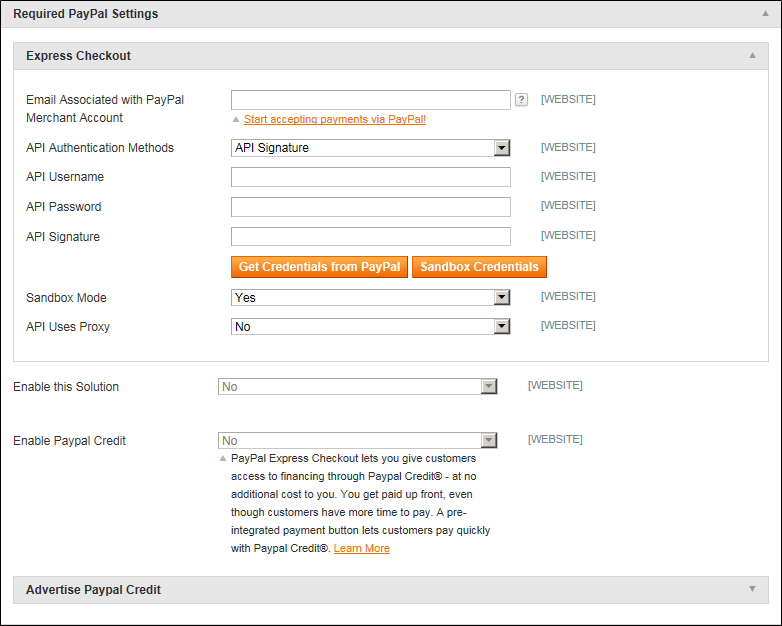 Required PayPal Settings
Express Checkout
Email Associated with PayPal
Merchant Account
? [WEBSITE]
Start accepting payments via PayPal!
API Authentication Methods API Signature [WEBSITE]
API Username [WEBSITE]
API Password [WEBSITE]
API Signature [WEBSITE]
Get Credentials from PayPal Sandbox Credentials
Sandbox Mode Yes [WEBSITE]
API Uses Proxy No [WEBSITE]
Enable this Solution No [WEBSITE]
Enable Paypal Credit No [WEBSITE]
PayPal Express Checkout lets you give customers
access to financing through Paypal Credit® - at no
additional cost to you. You get paid up front, even
though customers have more time to pay. A pre-
integrated payment button lets customers pay quickly
with Paypal Credit®. Learn More
Advertise Paypal Credit